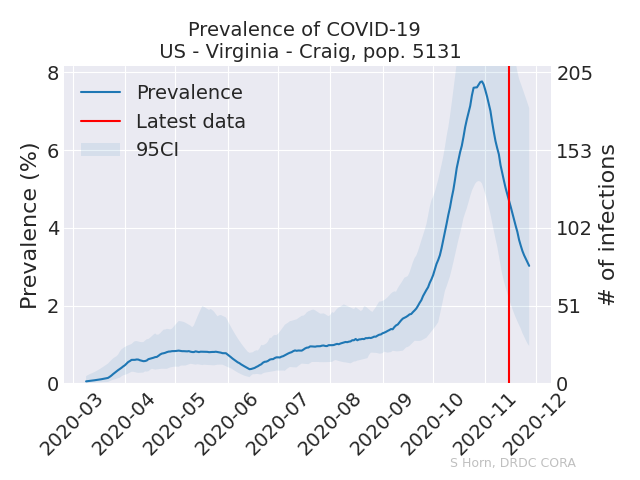 Prevalence of COVID-19
US - Virginia - Craig, pop. 5131
Prevalence
Latest data
95CI
Prevalence (%)
8
6
4
2
0
205
153
102
51
0
# of infections
2020-03
2020-04
2020-05
2020-06
2020-07
2020-08
2020-09
2020-10
2020-11
2020-12
S Horn, DRDC CORA